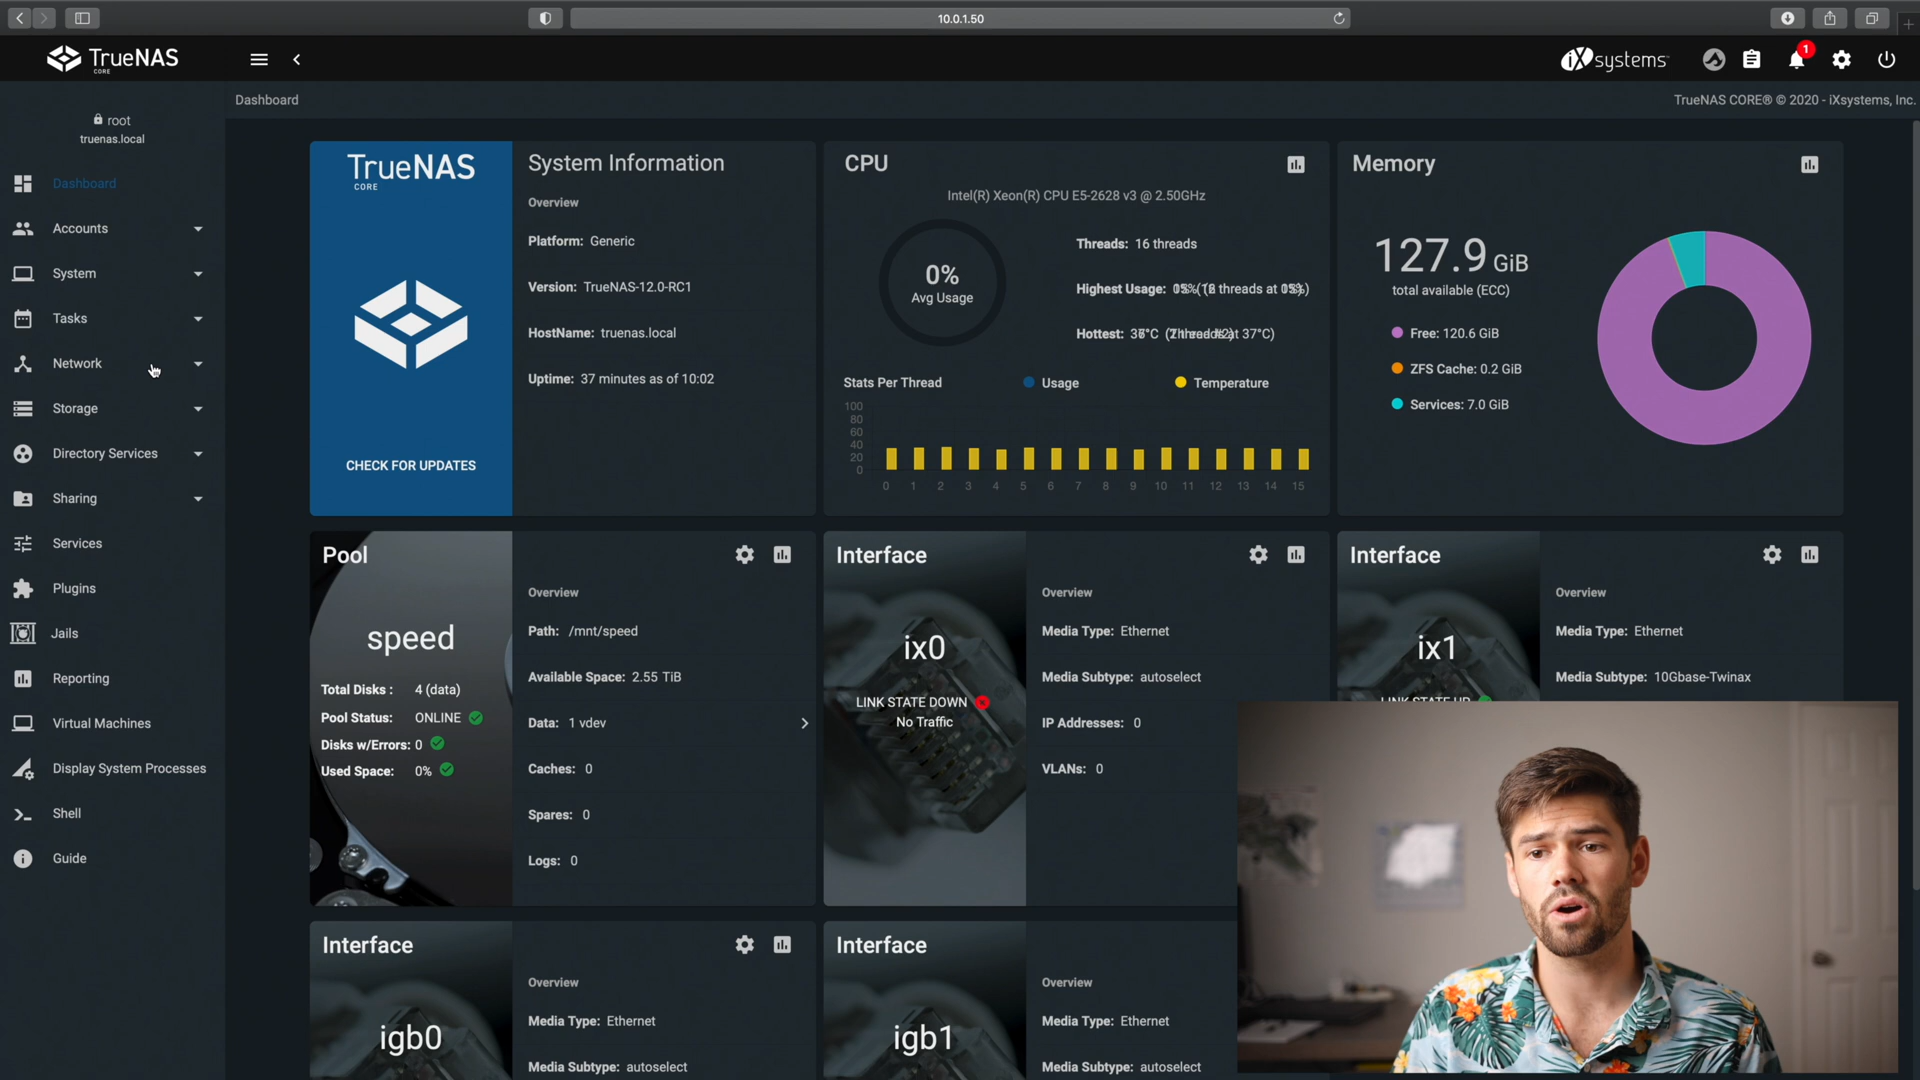 10.0.1.50
TrueNAS
CORE
iXsystems
1
root
truenas.local
Dashboard
TrueNAS CORE® © 2020 - iXsystems, Inc.
Dashboard
Accounts
System
Tasks
Network
Storage
Directory Services
Sharing
Services
Plugins
Jails
Reporting
Virtual Machines
Display System Processes
Shell
Guide
TrueNAS
CORE
CHECK FOR UPDATES
System Information
Overview
Platform: Generic
Version: TrueNAS-12.0-RC1
HostName: truenas.local
Uptime: 37 minutes as of 10:02
CPU
Intel(R) Xeon(R) CPU E5-2628 v3 @ 2.50GHz
0%
Avg Usage
Threads: 16 threads
Highest Usage:
Hottest:
Stats Per Thread
Usage
Temperature
100
80
60
40
20
0
0 1 2 3 4 5 6 7 8 9 10 11 12 13 14 15
Memory
127.9 GiB
total available (ECC)
Free: 120.6 GiB
ZFS Cache: 0.2 GiB
Services: 7.0 GiB
Pool
speed
Total Disks : 4 (data)
Pool Status: ONLINE
Disks w/Errors: 0
Used Space: 0%
Overview
Path: /mnt/speed
Available Space: 2.55 TiB
Data: 1 vdev
Caches: 0
Spares: 0
Logs: 0
Interface
ix0
LINK STATE DOWN
No Traffic
Overview
Media Type: Ethernet
Media Subtype: autoselect
IP Addresses: 0
VLANs: 0
Interface
ix1
LINK STATE UP
Overview
Media Type: Ethernet
Media Subtype: 10Gbase-Twinax
Interface
igb0
Overview
Media Type: Ethernet
Media Subtype: autoselect
Interface
igb1
Overview
Media Type: Ethernet
Media Subtype: autoselect